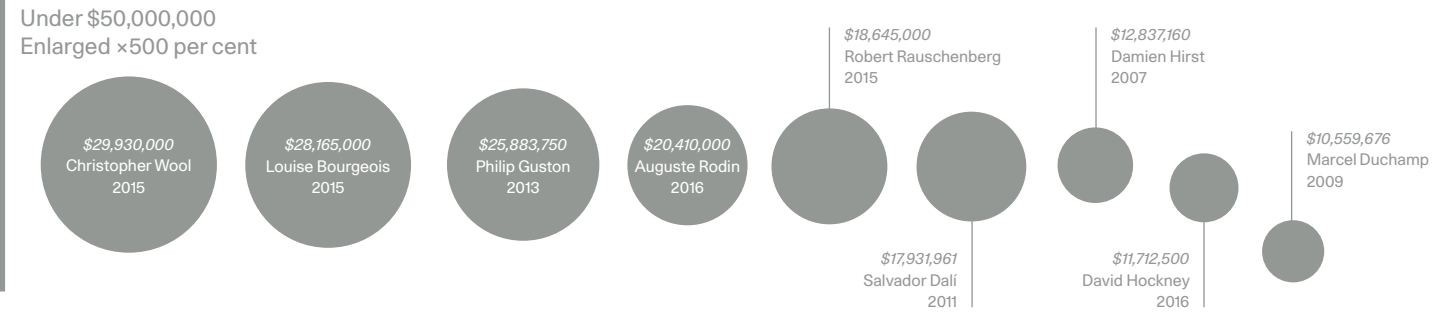 Under $50,000,000
Enlarged ×500 per cent
$29,930,000
Christopher Wool
2015
$28,165,000
Louise Bourgeois
2015
$25,883,750
Philip Guston
2013
$20,410,000
Auguste Rodin
2016
$18,645,000
Robert Rauschenberg
2015
$17,931,961
Salvador Dalí
2011
$12,837,160
Damien Hirst
2007
$11,712,500
David Hockney
2016
$10,559,676
Marcel Duchamp
2009